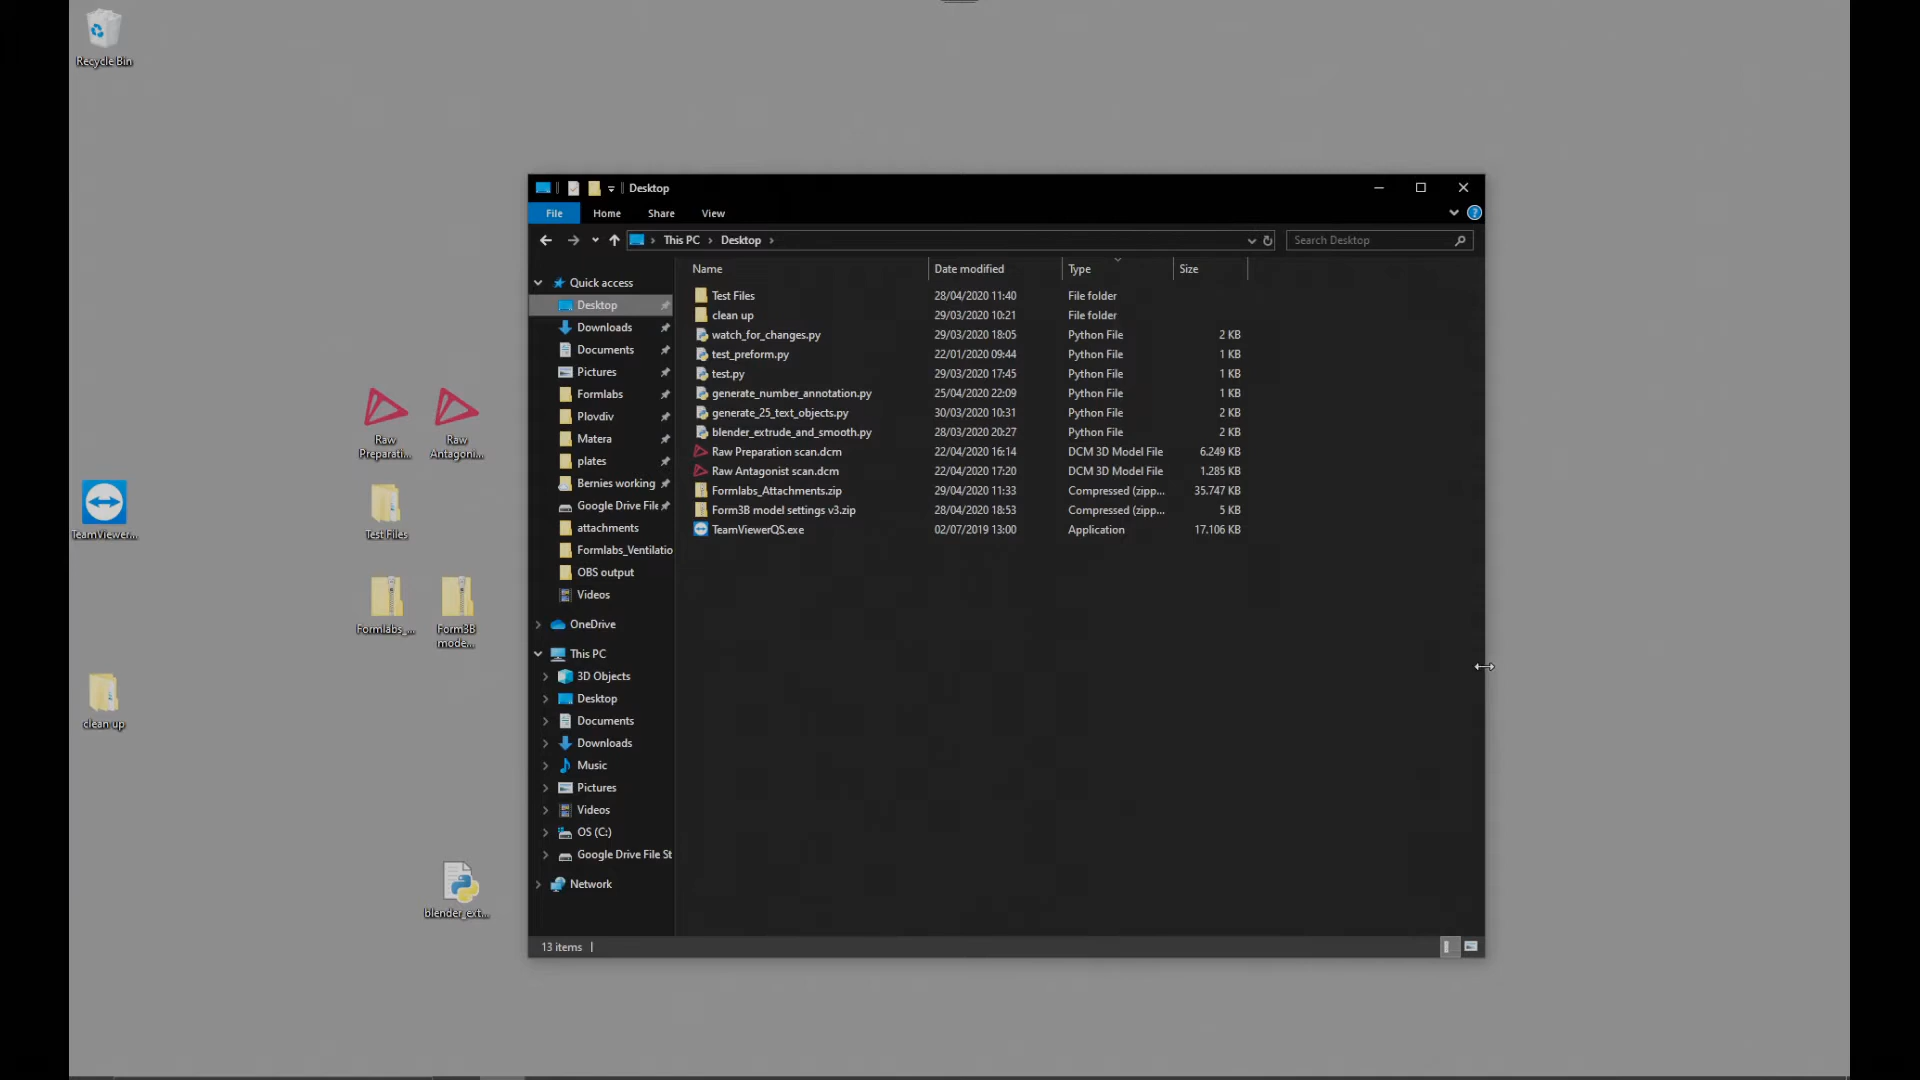 Recycle Bin
Raw
Preparati...
Raw
Antagoni...
TeamViewer...
Test Files
Formlabs_...
Form3B
mode...
clean up
blender_ext...
Desktop
File Home Share View
This PC Desktop
Search Desktop
Quick access
Desktop
Downloads
Documents
Pictures
Formlabs
Plovdiv
Matera
plates
Bernies working
Google Drive File
attachments
Formlabs_Ventilatio
OBS output
Videos
OneDrive
This PC
3D Objects
Desktop
Documents
Downloads
Music
Pictures
Videos
OS (C:)
Google Drive File St
Network
Name Date modified Type Size
Test Files 28/04/2020 11:40 File folder
clean up 29/03/2020 10:21 File folder
watch_for_changes.py 29/03/2020 18:05 Python File 2 KB
test_preform.py 22/01/2020 09:44 Python File 1 KB
test.py 29/03/2020 17:45 Python File 1 KB
generate_number_annotation.py 25/04/2020 22:09 Python File 1 KB
generate_25_text_objects.py 30/03/2020 10:31 Python File 2 KB
blender_extrude_and_smooth.py 28/03/2020 20:27 Python File 2 KB
Raw Preparation scan.dcm 22/04/2020 16:14 DCM 3D Model File 6.249 KB
Raw Antagonist scan.dcm 22/04/2020 17:20 DCM 3D Model File 1.285 KB
Formlabs_Attachments.zip 29/04/2020 11:33 Compressed (zipp... 35.747 KB
Form3B model settings v3.zip 28/04/2020 18:53 Compressed (zipp... 5 KB
TeamViewerQS.exe 02/07/2019 13:00 Application 17.106 KB
13 items